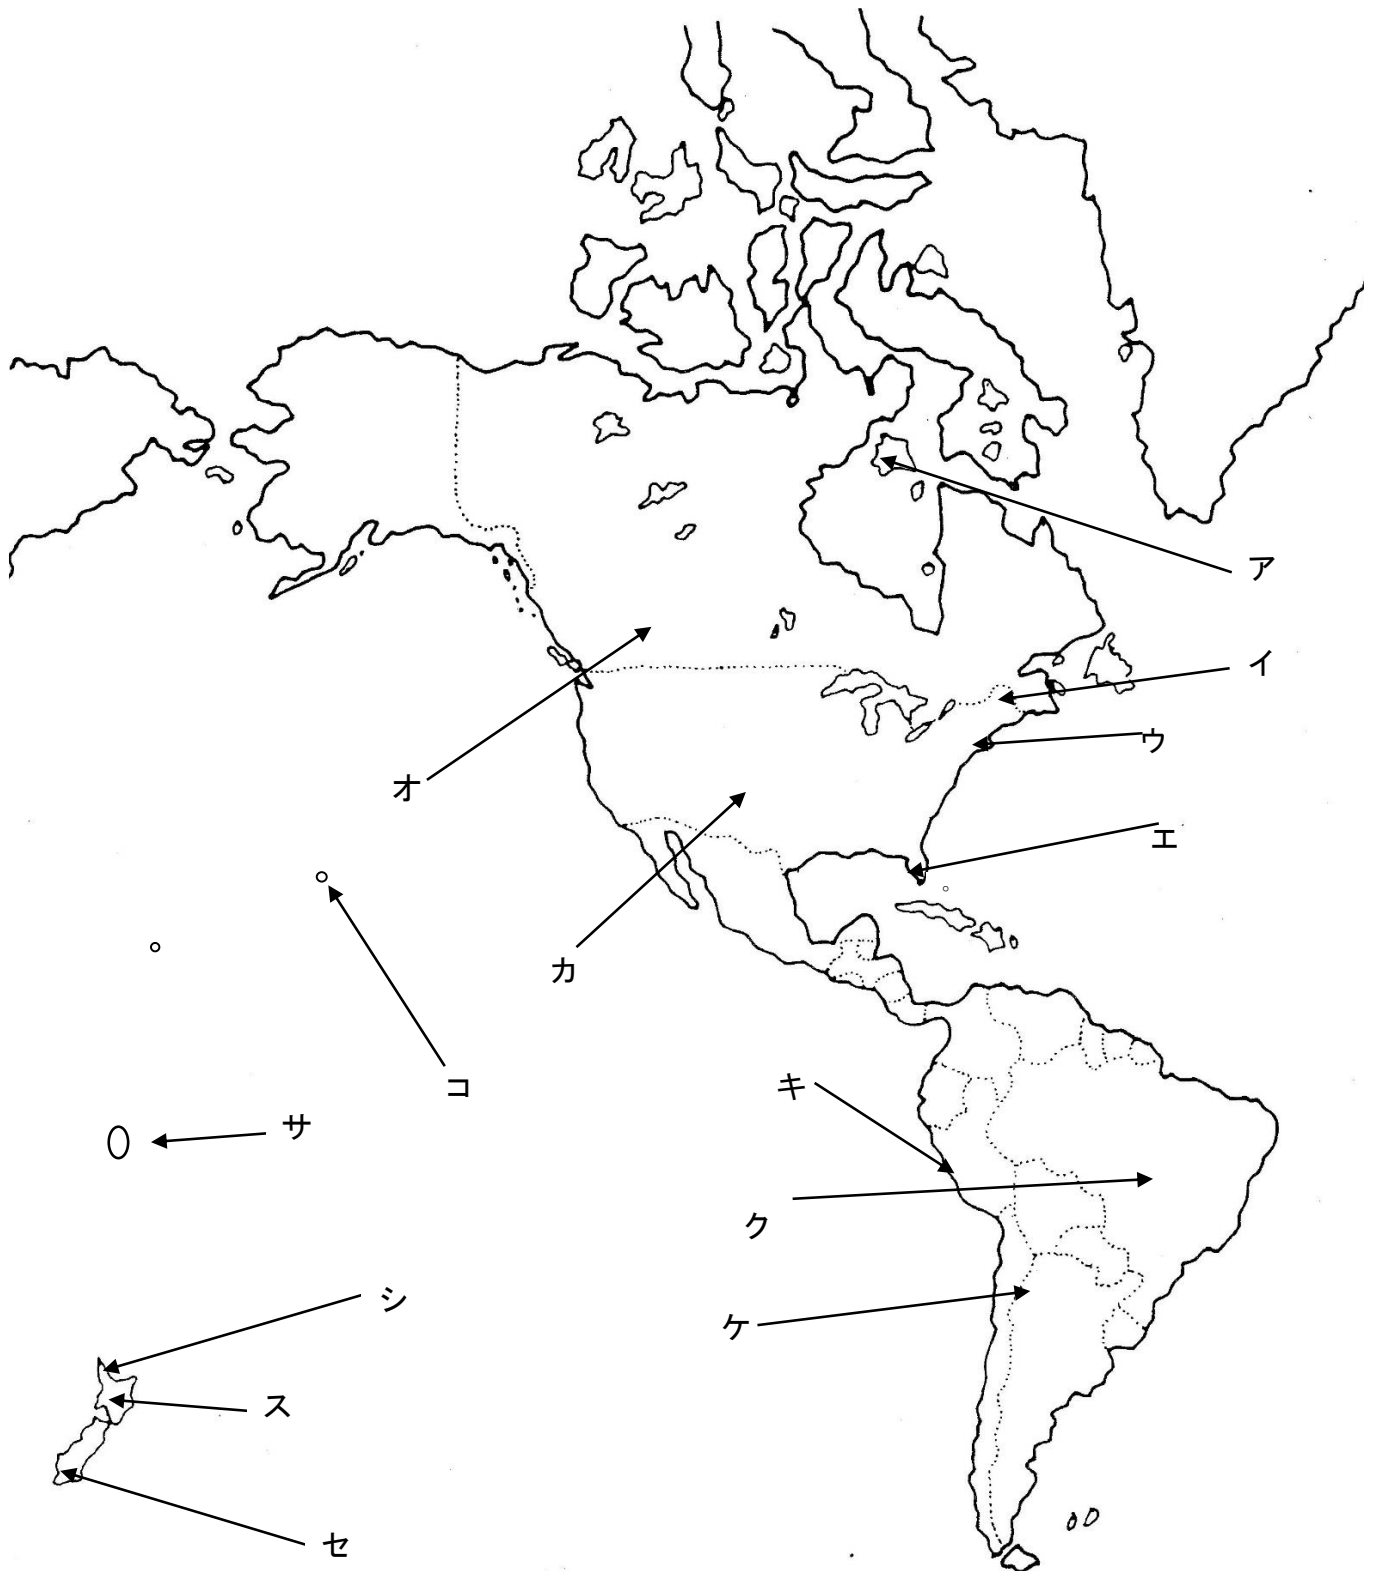 ア
イ
ウ
エ
オ
カ
キ
ク
ケ
コ
サ
シ
ス
セ